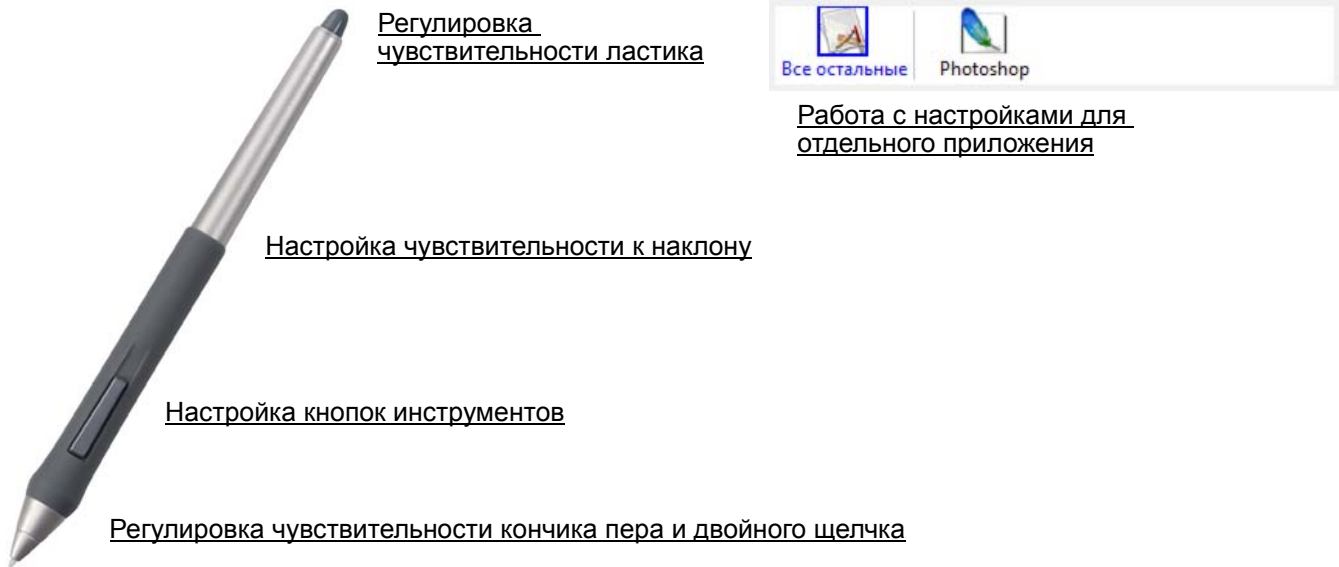 Регулировка
чувствительности ластика
Все остальные
Photoshop
Работа с настройками для
отдельного приложения
Настройка чувствительности к наклону
Настройка кнопок инструментов
Регулировка чувствительности кончика пера и двойного щелчка